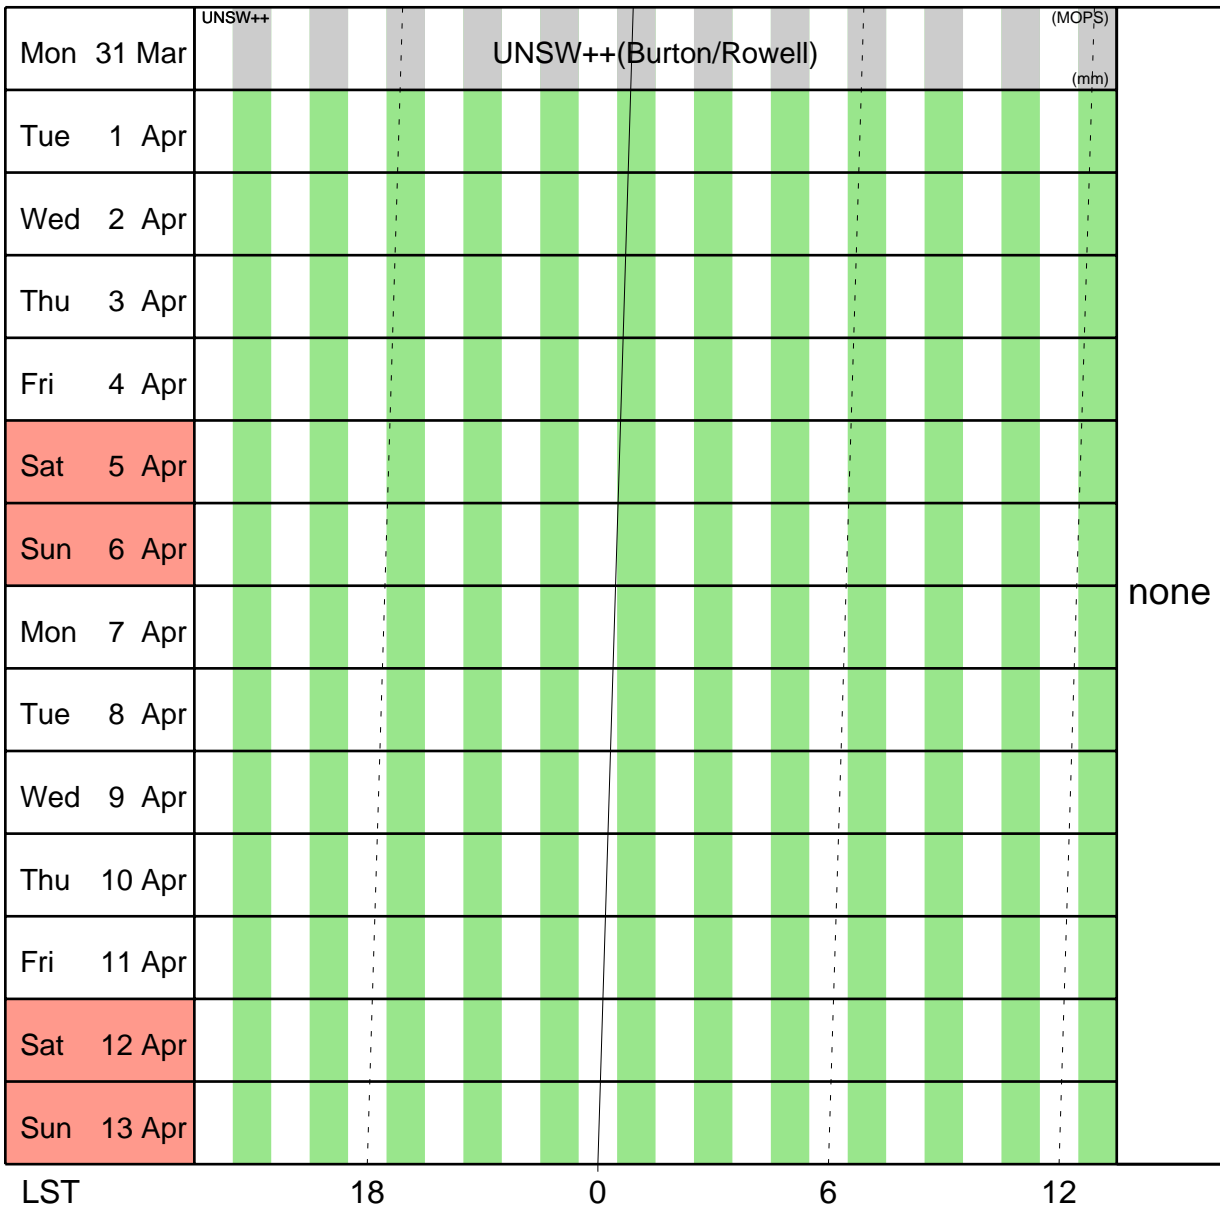 UNSW++ (MOPS)
Mon 31 Mar UNSW++(Burton/Rowell)
(mm)
Tue 1 Apr
Wed 2 Apr
Thu 3 Apr
Fri 4 Apr
Sat 5 Apr
Sun 6 Apr
none
Mon 7 Apr
Tue 8 Apr
Wed 9 Apr
Thu 10 Apr
Fri 11 Apr
Sat 12 Apr
Sun 13 Apr
LST 18 0 6 12